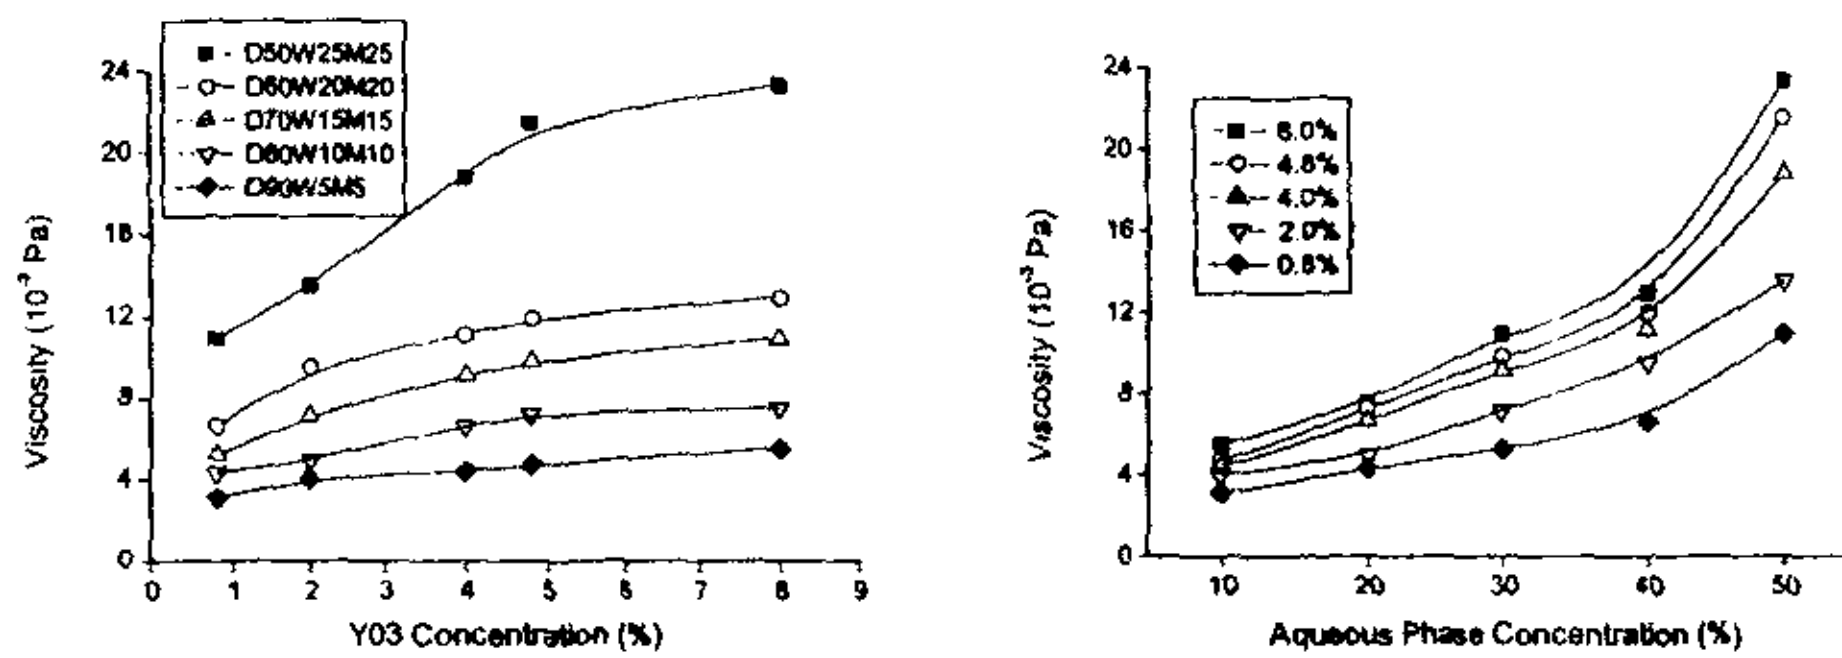 D50W25M25
D60W20M20
D70W15M15
D80W10M10
D90W5M5
24
20
16
12
8
4
0
0 1 2 3 4 5 6 7 8 9
Viscosity (10⁻³ Pa)
Y03 Concentration (%)
8.0%
4.8%
4.0%
2.0%
0.8%
24
20
16
12
8
4
0
10 20 30 40 50
Viscosity (10⁻³ Pa)
Aqueous Phase Concentration (%)